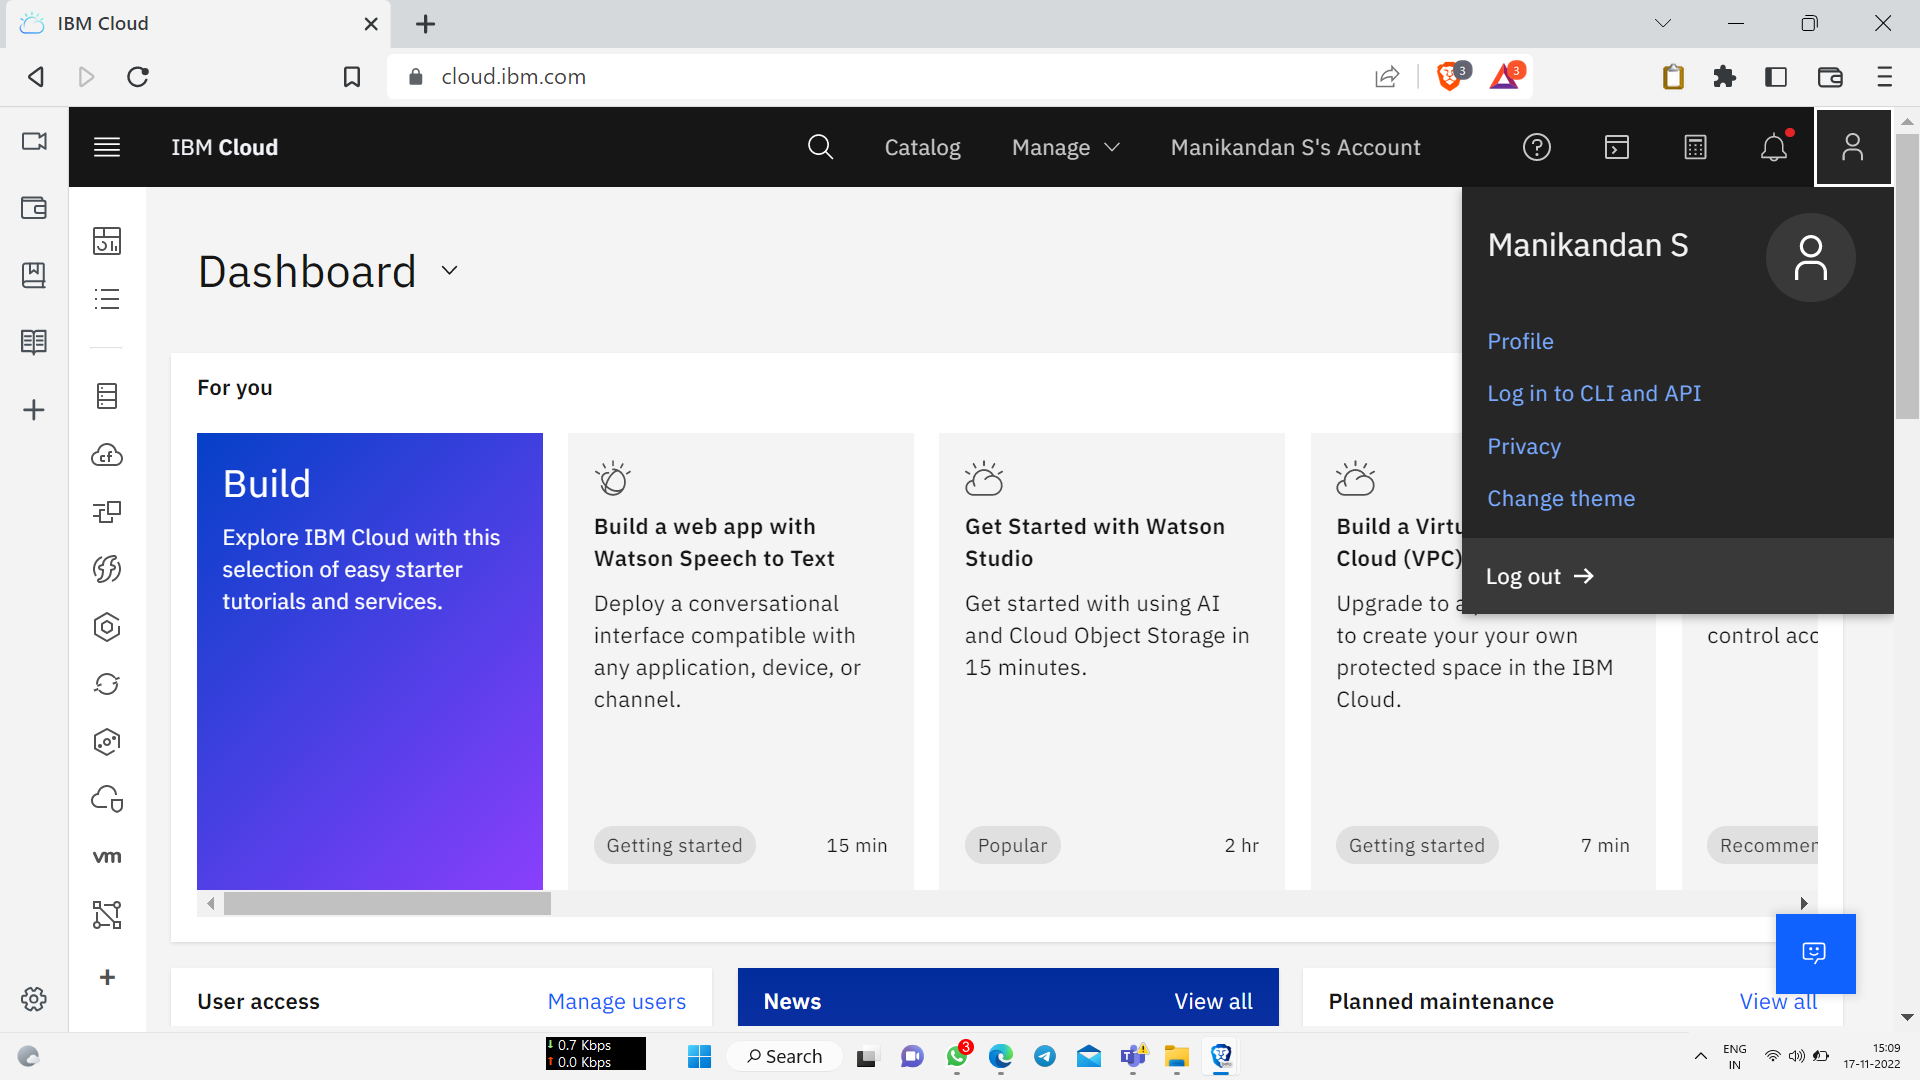 IBM Cloud
cloud.ibm.com
3
3
IBM Cloud
Catalog
Manage
Manikandan S's Account
Manikandan S
Profile
Log in to CLI and API
Privacy
Change theme
Log out
Dashboard
For you
Build
Explore IBM Cloud with this
selection of easy starter
tutorials and services.
Build a web app with
Watson Speech to Text
Deploy a conversational
interface compatible with
any application, device, or
channel.
Getting started
15 min
Get Started with Watson
Studio
Get started with using AI
and Cloud Object Storage in
15 minutes.
Popular
2 hr
Build a Virtu
Cloud (VPC)
Upgrade to a
to create your your own
protected space in the IBM
Cloud.
Getting started
7 min
control acc
Recommen
cf
vm
User access
Manage users
News
View all
Planned maintenance
View all
0.7 Kbps
0.0 Kbps
Search
3
ENG
IN
15:09
17-11-2022